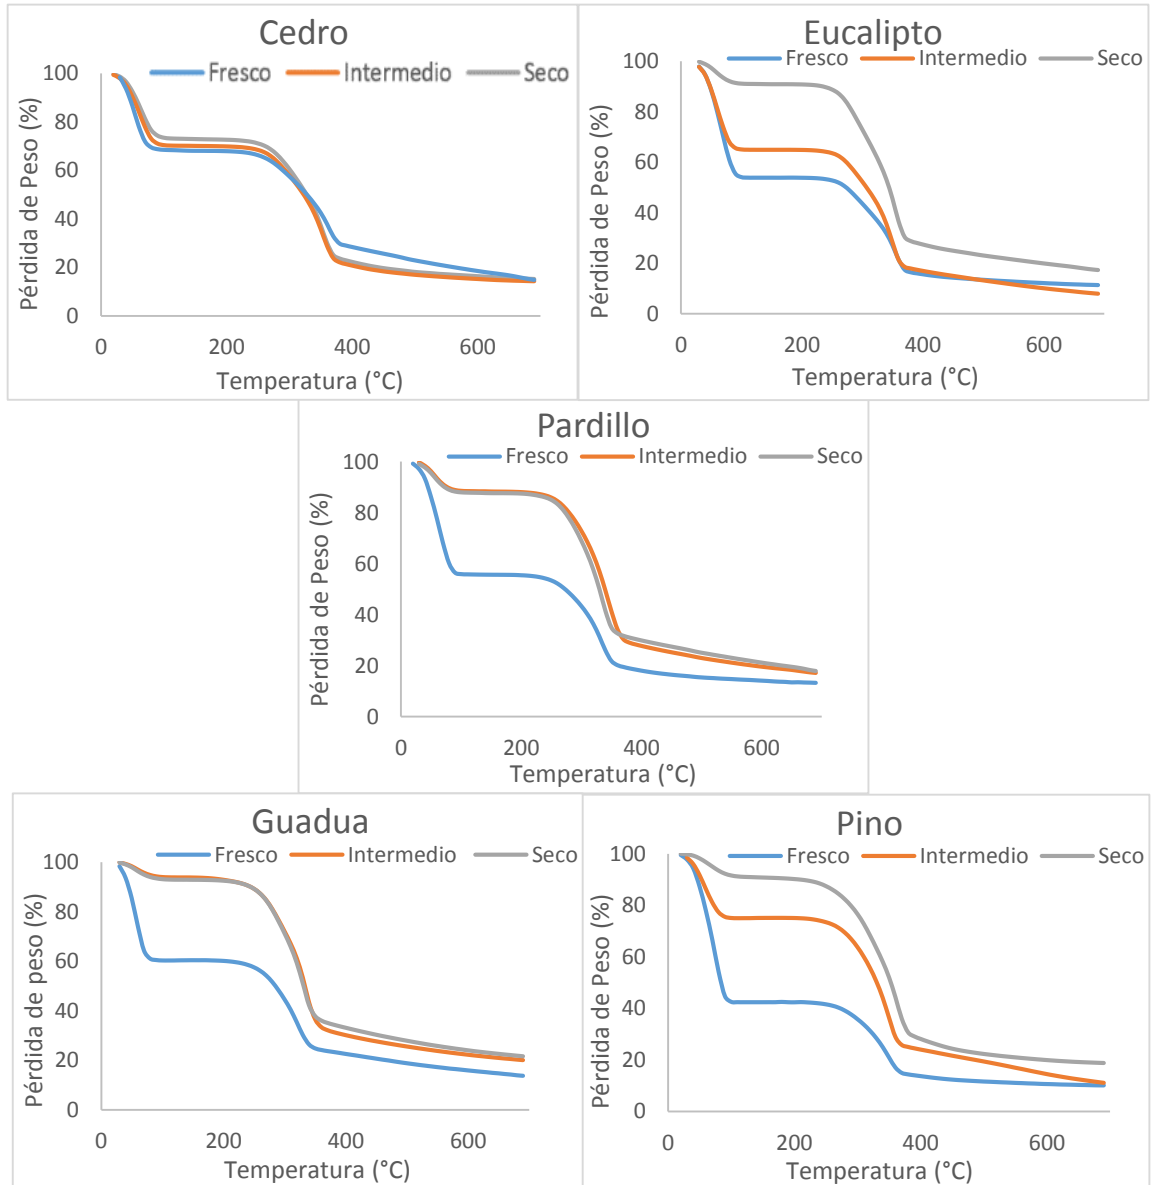 Cedro
Fresco Intermedio Seco
Pérdida de Peso (%)
100
80
60
40
20
0
0 200 400 600
Temperatura (°C)
Eucalipto
Fresco Intermedio Seco
Pérdida de Peso (%)
100
80
60
40
20
0
0 200 400 600
Temperatura (°C)
Pardillo
Fresco Intermedio Seco
Pérdida de Peso (%)
100
80
60
40
20
0
0 200 400 600
Temperatura (°C)
Guadua
Fresco Intermedio Seco
Pérdida de peso (%)
100
80
60
40
20
0
0 200 400 600
Temperatura (°C)
Pino
Fresco Intermedio Seco
Pérdida de Peso (%)
100
80
60
40
20
0
0 200 400 600
Temperatura (°C)